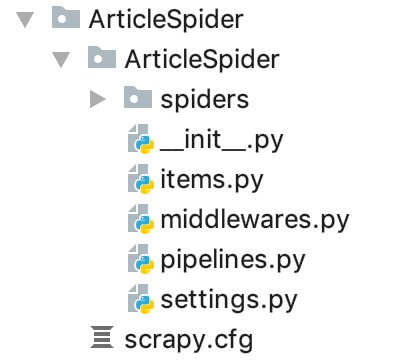 ArticleSpider
ArticleSpider
spiders
__init__.py
items.py
middlewares.py
pipelines.py
settings.py
scrapy.cfg